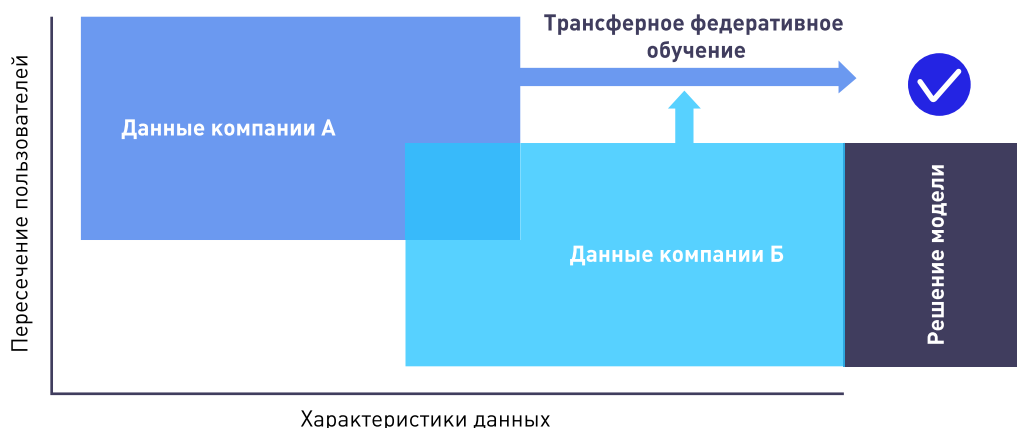 Трансферное федеративное
обучение
Данные компании А
Данные компании Б
Решение модели
Пересечение пользователей
Характеристики данных